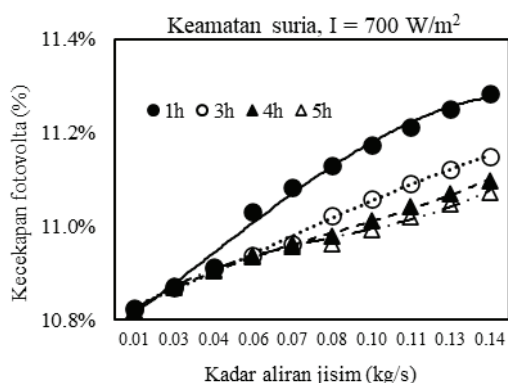 Keamatan suria, I = 700 W/m²
11.4%
11.2%
11.0%
10.8%
Kecekapan fotovolta (%)
1h 3h 4h 5h
0.01 0.03 0.04 0.06 0.07 0.08 0.10 0.11 0.13 0.14
Kadar aliran jisim (kg/s)